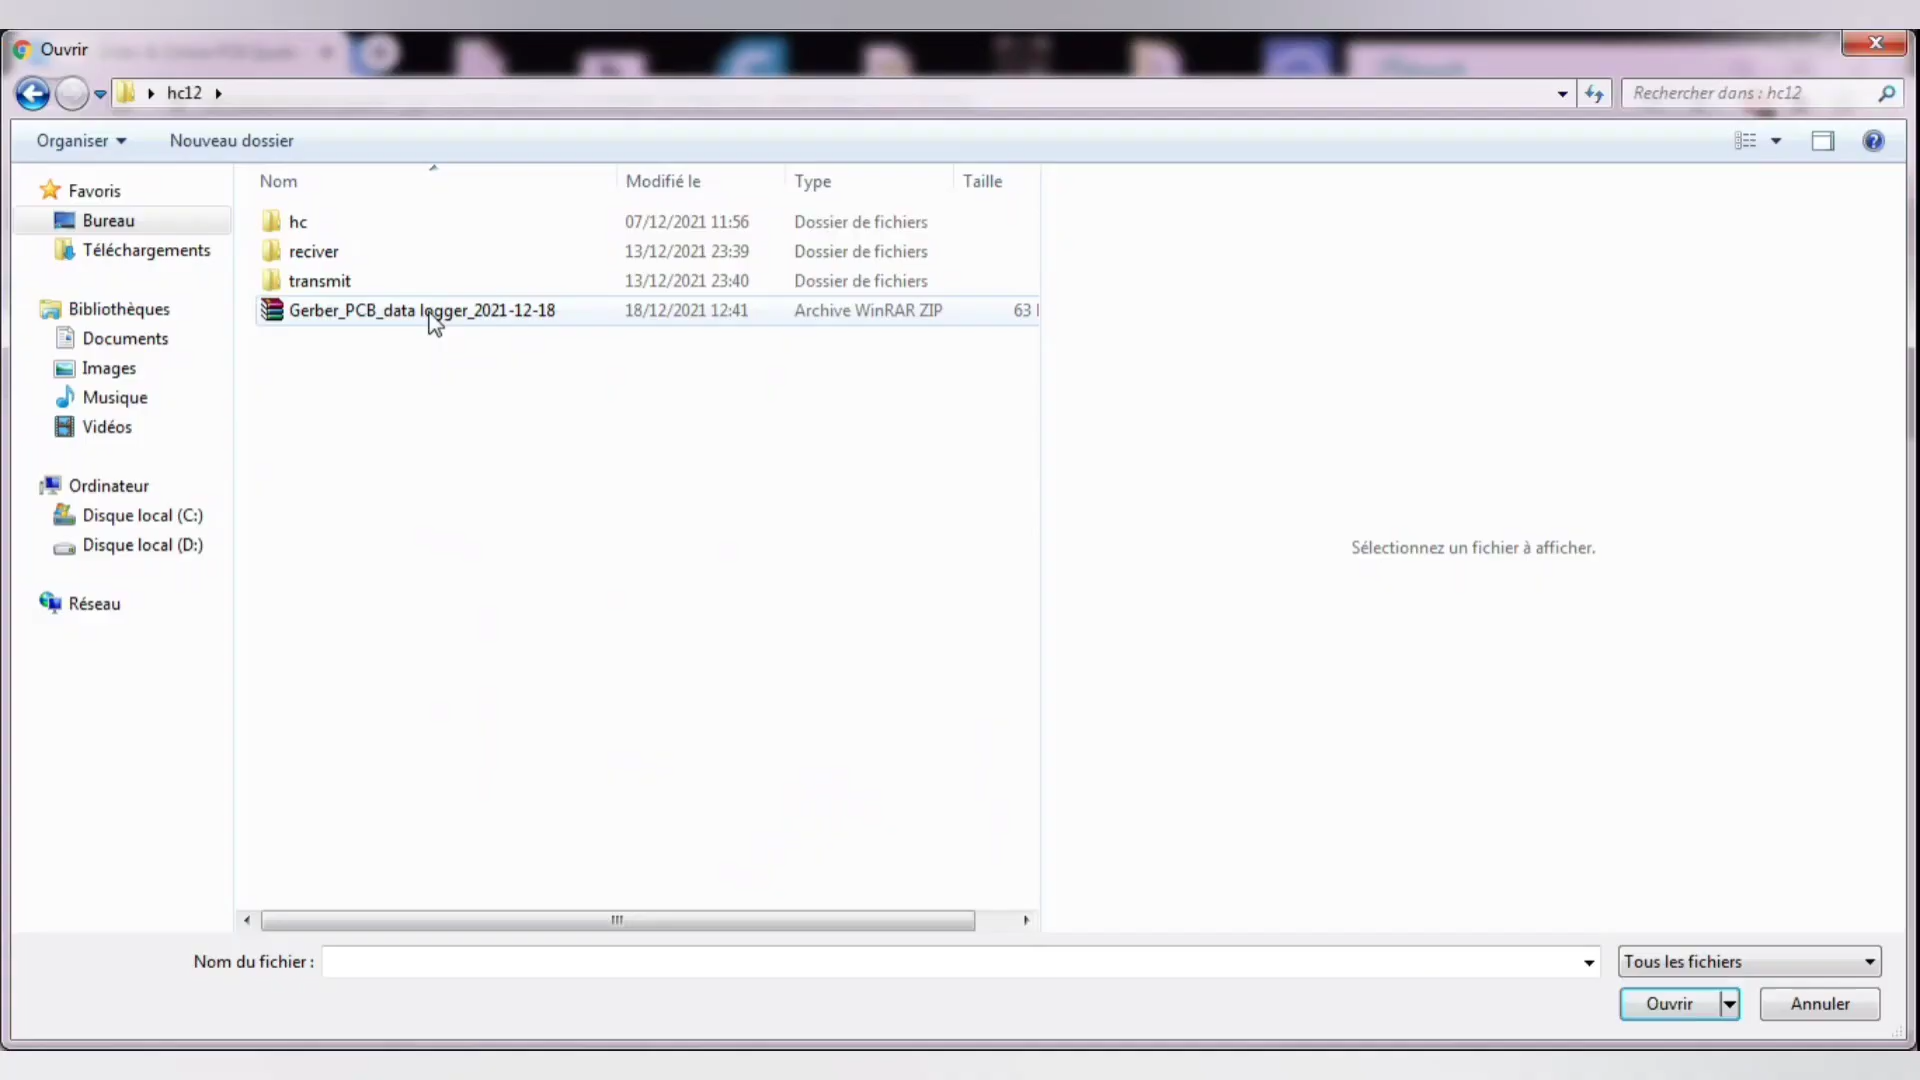 Ouvrir
hc12
Rechercher dans : hc12
Organiser
Nouveau dossier
Nom
Modifié le
Type
Taille
Favoris
Bureau
Téléchargements
Bibliothèques
Documents
Images
Musique
Vidéos
Ordinateur
Disque local (C:)
Disque local (D:)
Réseau
hc 07/12/2021 11:56 Dossier de fichiers
reciver 13/12/2021 23:39 Dossier de fichiers
transmit 13/12/2021 23:40 Dossier de fichiers
Gerber_PCB_data logger_2021-12-18 18/12/2021 12:41 Archive WinRAR ZIP 63
Sélectionnez un fichier à afficher.
Nom du fichier :
Tous les fichiers
Ouvrir
Annuler